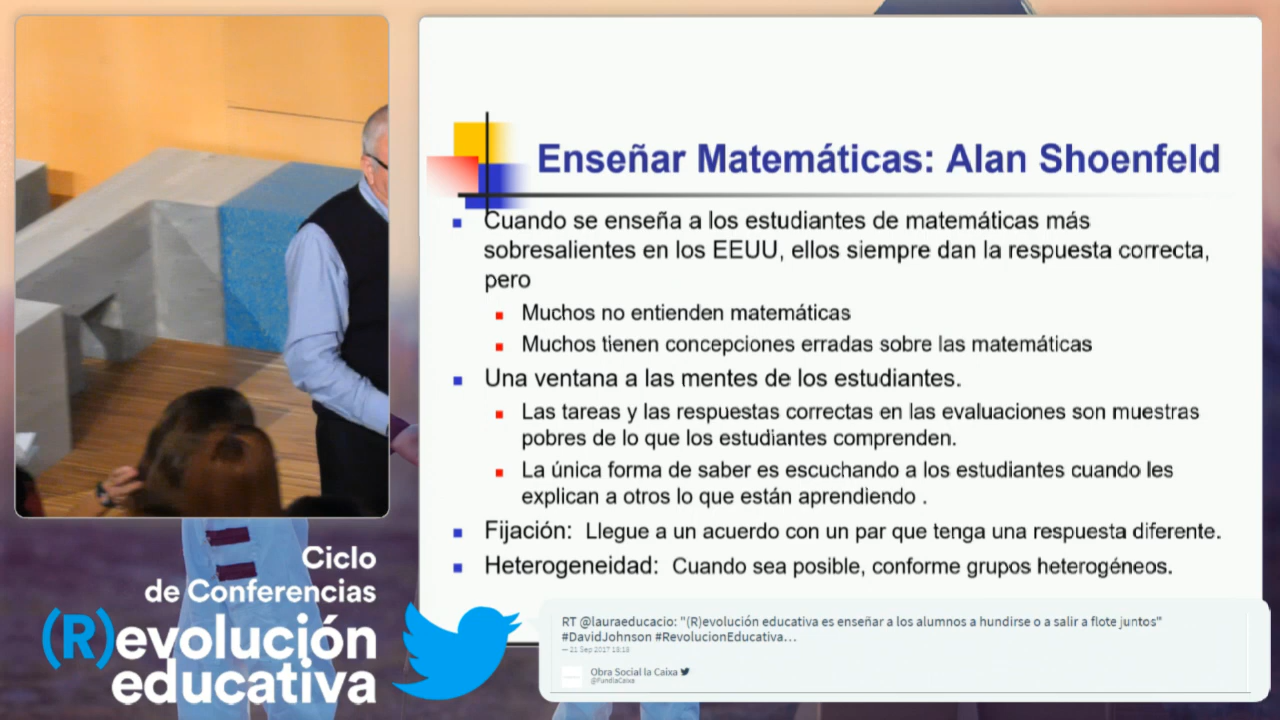 Enseñar Matemáticas: Alan Shoenfeld
Cuando se enseña a los estudiantes de matemáticas más
sobresalientes en los EEUU, ellos siempre dan la respuesta correcta,
pero
Muchos no entienden matemáticas
Muchos tienen concepciones erradas sobre las matemáticas
Una ventana a las mentes de los estudiantes.
Las tareas y las respuestas correctas en las evaluaciones son muestras
pobres de lo que los estudiantes comprenden.
La única forma de saber es escuchando a los estudiantes cuando les
explican a otros lo que están aprendiendo .
Fijación: Llegue a un acuerdo con un par que tenga una respuesta diferente.
Heterogeneidad: Cuando sea posible, conforme grupos heterogéneos.
Ciclo
de Conferencias
(R)evolución
educativa
RT @lauraeducacio: "(R)evolución educativa es enseñar a los alumnos a hundirse o a salir a flote juntos"
#DavidJohnson #RevolucionEducativa...
— 21 Sep 2017 18:18
Obra Social la Caixa
@FundlaCaixa